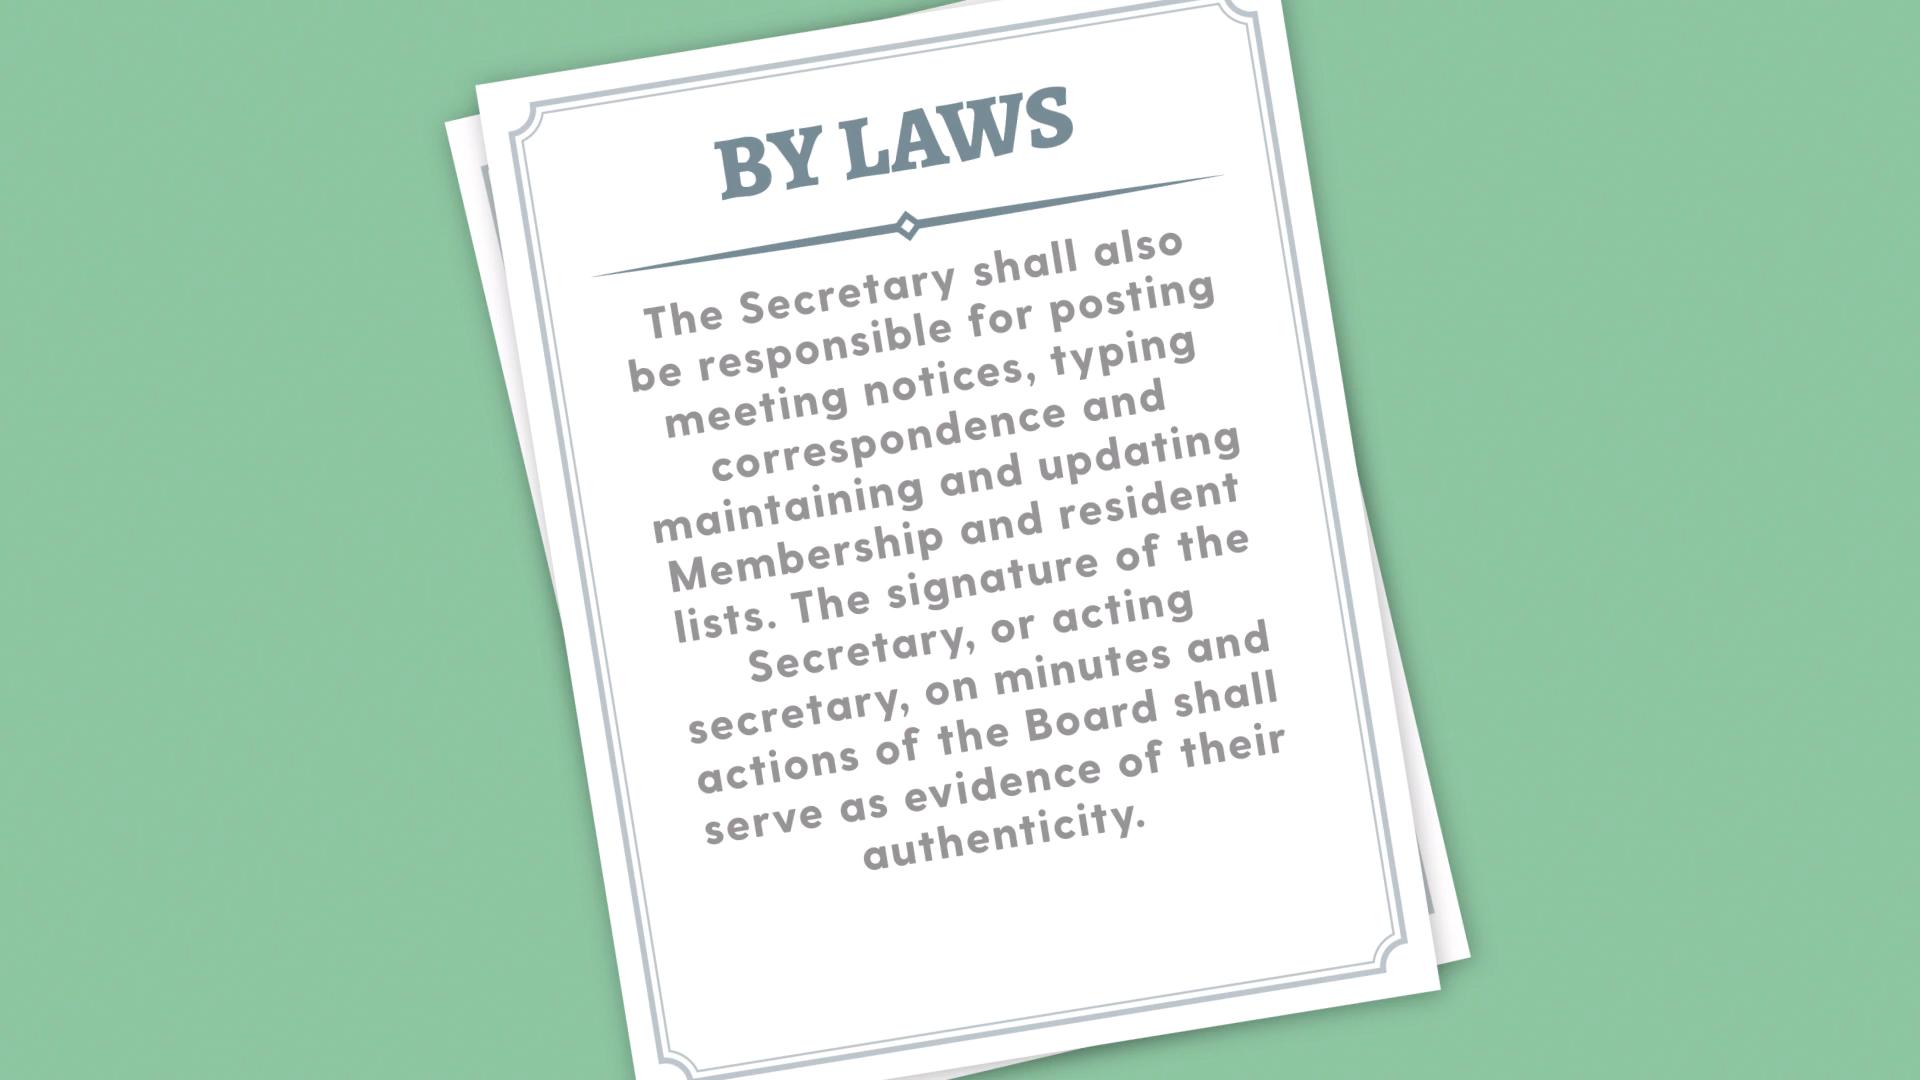 BY LAWS
The Secretary shall also
be responsible for posting
meeting notices, typing
correspondence and
maintaining and updating
Membership and resident
lists. The signature of the
Secretary, or acting
secretary, on minutes and
actions of the Board shall
serve as evidence of their
authenticity.